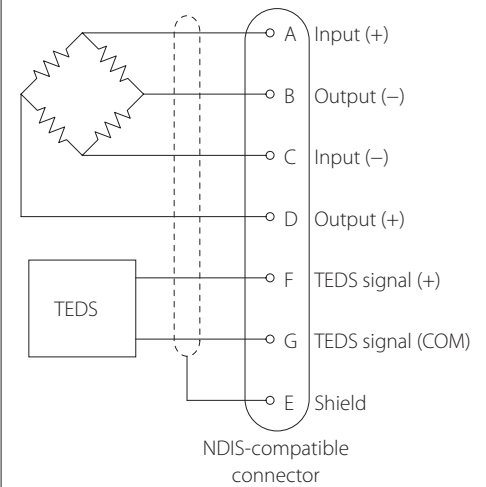 A Input (+)
B Output (−)
C Input (−)
D Output (+)
F TEDS signal (+)
TEDS
G TEDS signal (COM)
E Shield
NDIS-compatible
connector